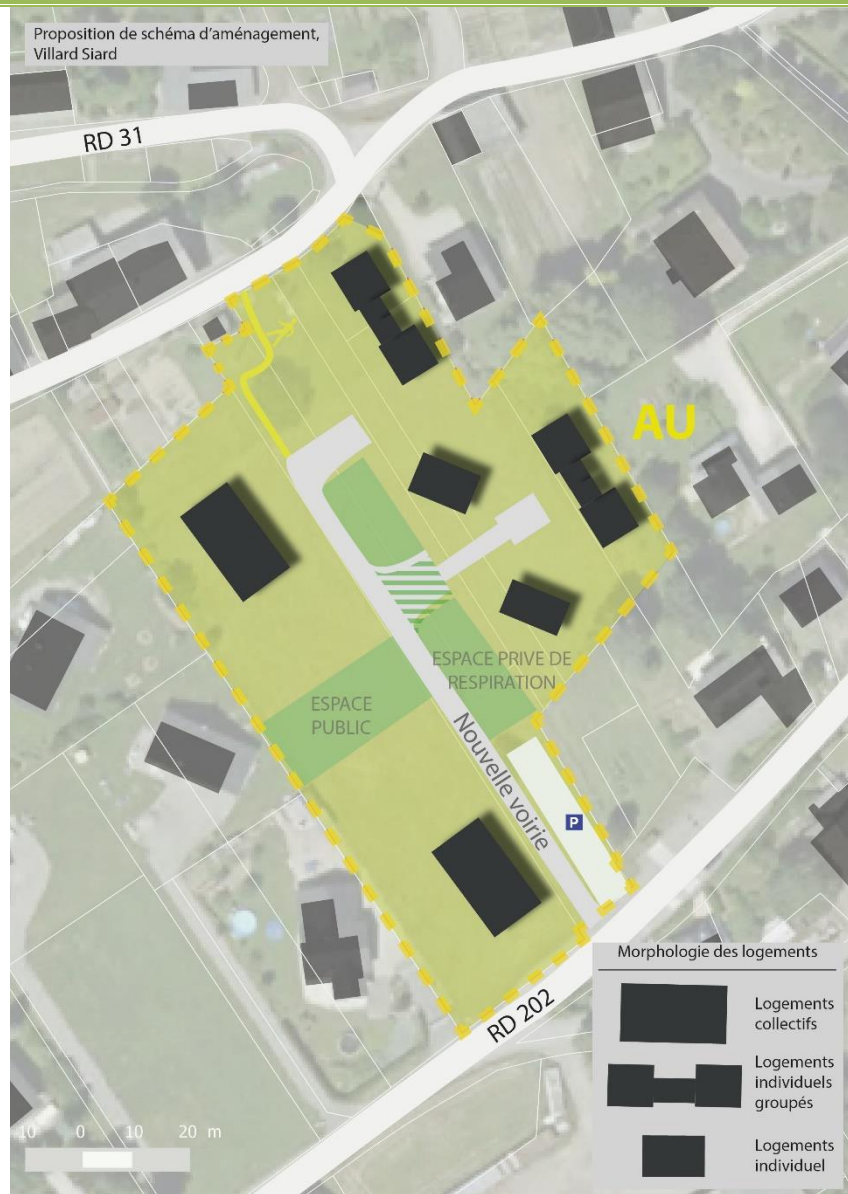 Proposition de schéma d'aménagement,
Villard Siard
RD 31
AU
ESPACE PRIVE DE
RESPIRATION
ESPACE
PUBLIC
Nouvelle voirie
P
RD 202
Morphologie des logements
Logements
collectifs
Logements
individuels
groupés
Logements
individuel
10 0 10 20 m